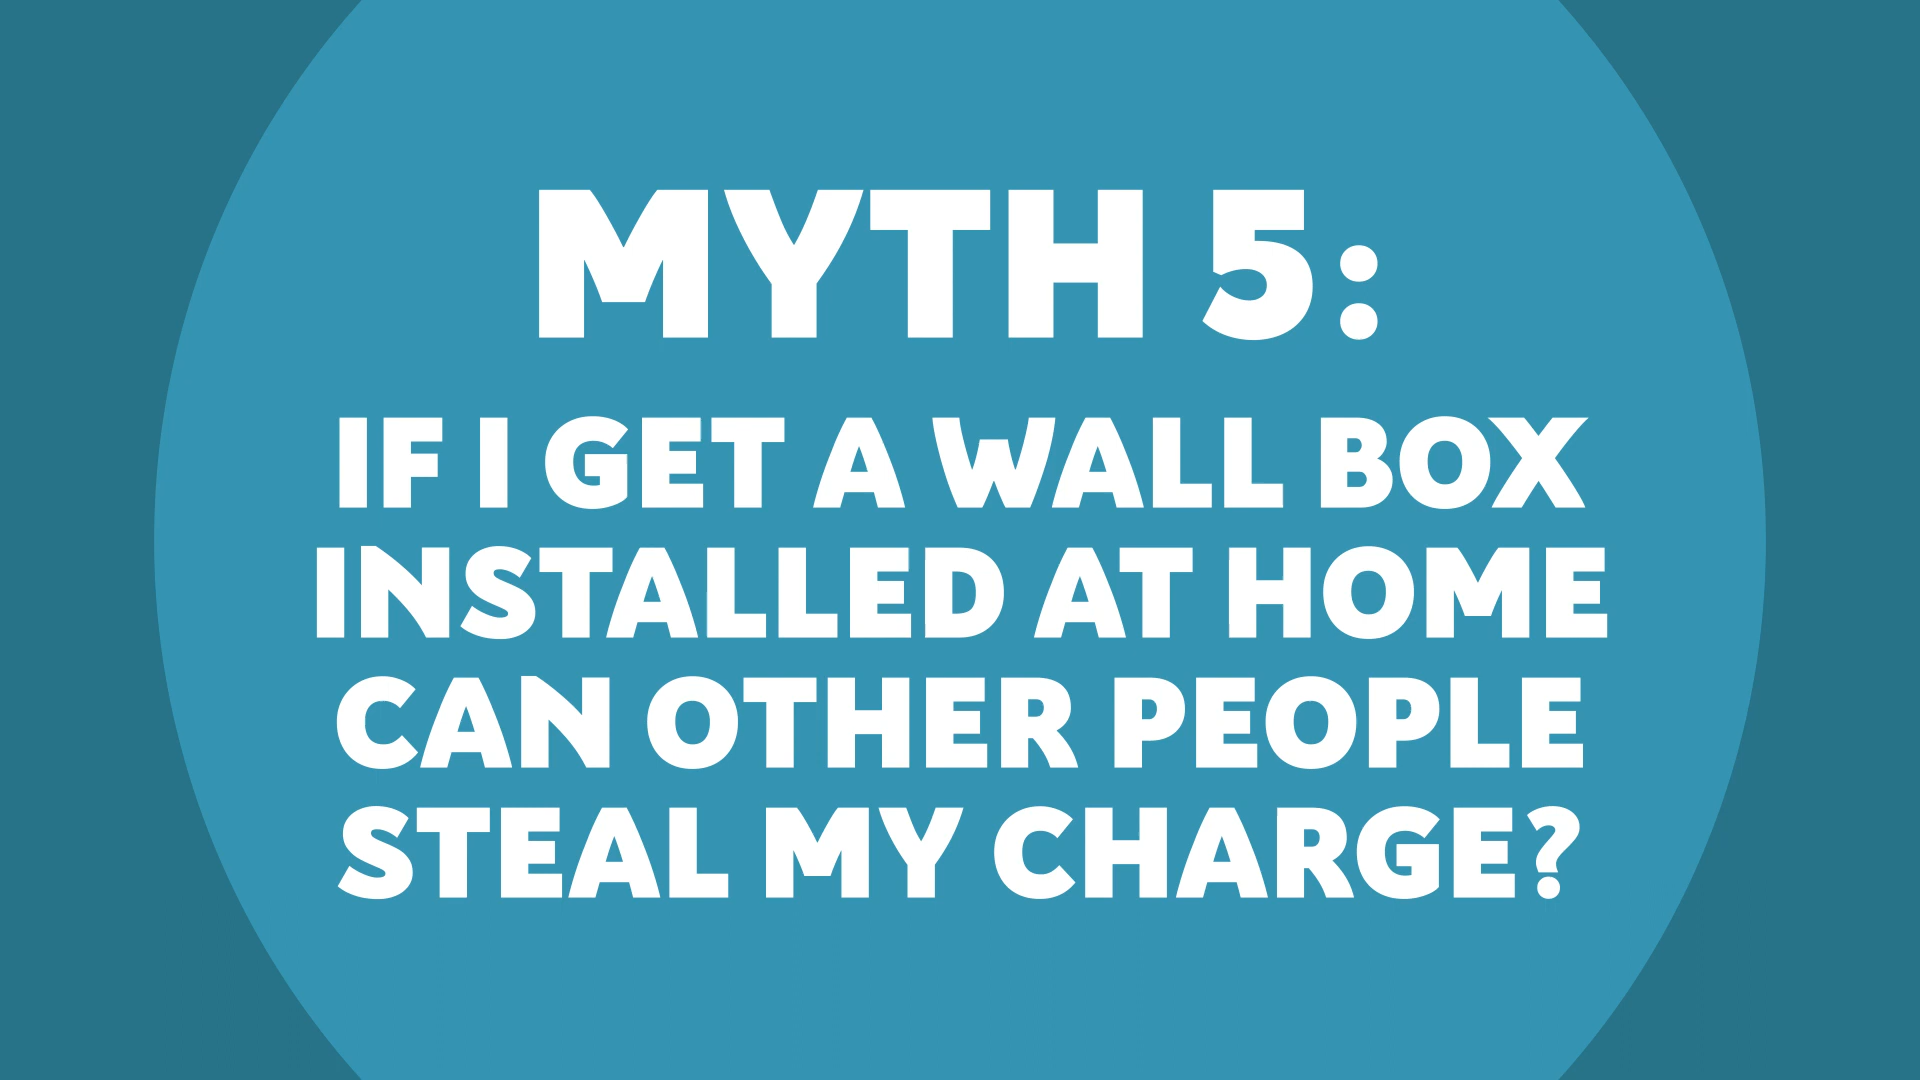 MYTH 5:
IF I GET A WALL BOX
INSTALLED AT HOME
CAN OTHER PEOPLE
STEAL MY CHARGE?